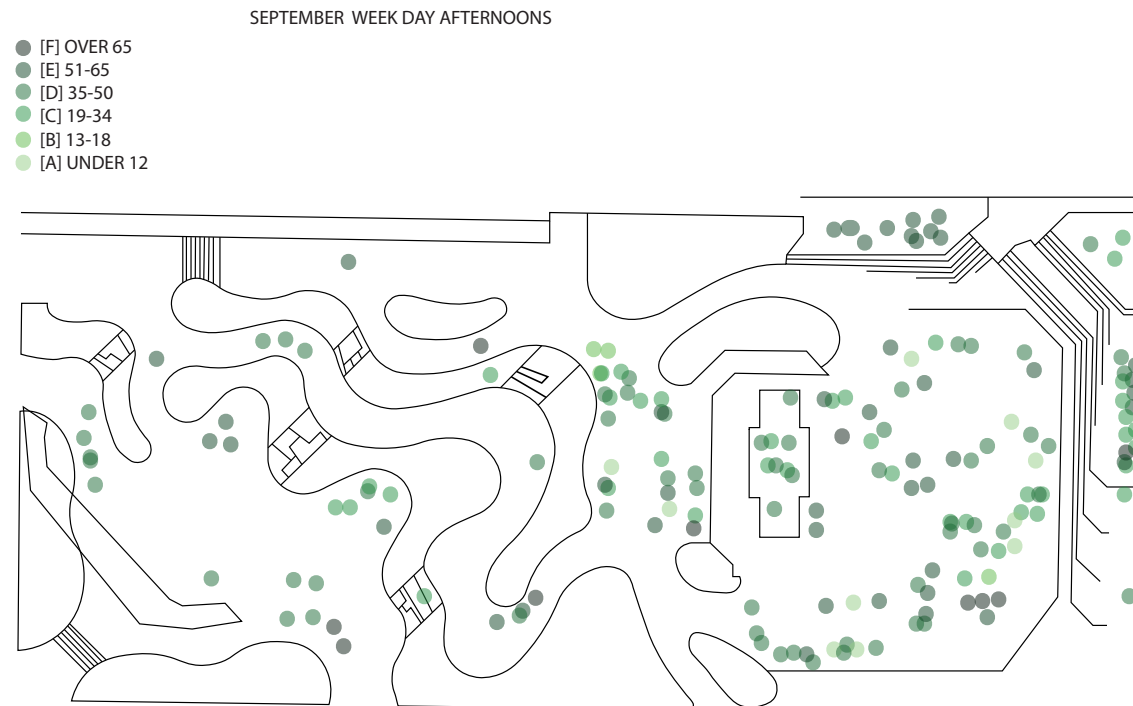 SEPTEMBER  WEEK DAY AFTERNOONS
[F] OVER 65
[E] 51-65
[D] 35-50
[C] 19-34
[B] 13-18
[A] UNDER 12